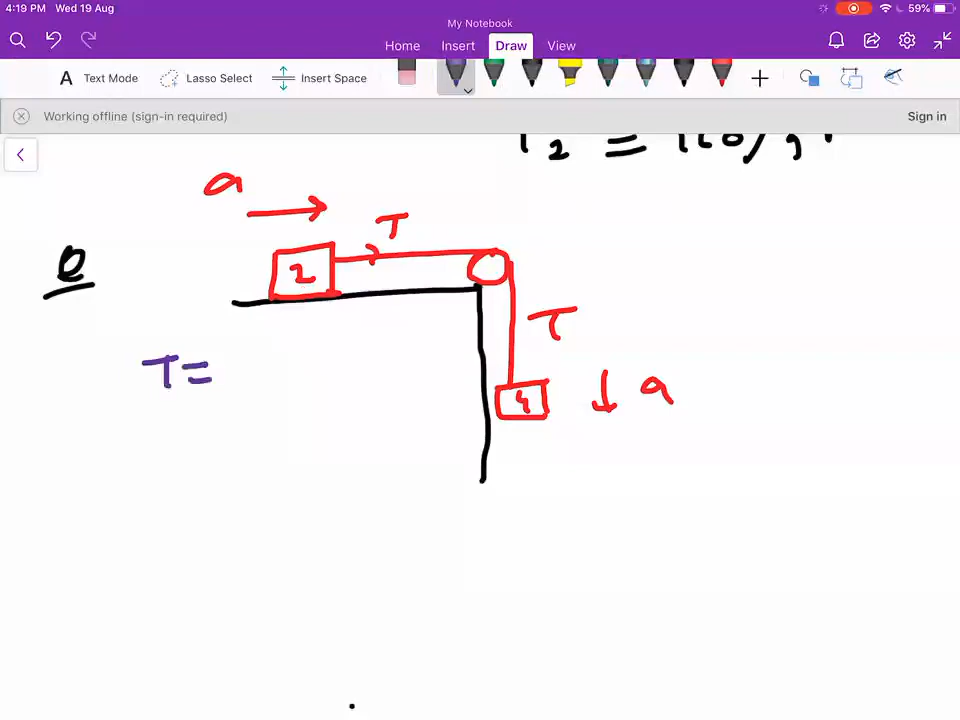 4:19 PM Wed 19 Aug
59%
My Notebook
Home Insert Draw View
A Text Mode Lasso Select Insert Space
Working offline (sign-in required) Sign in
a
T
Q
2
T
T=
4
a